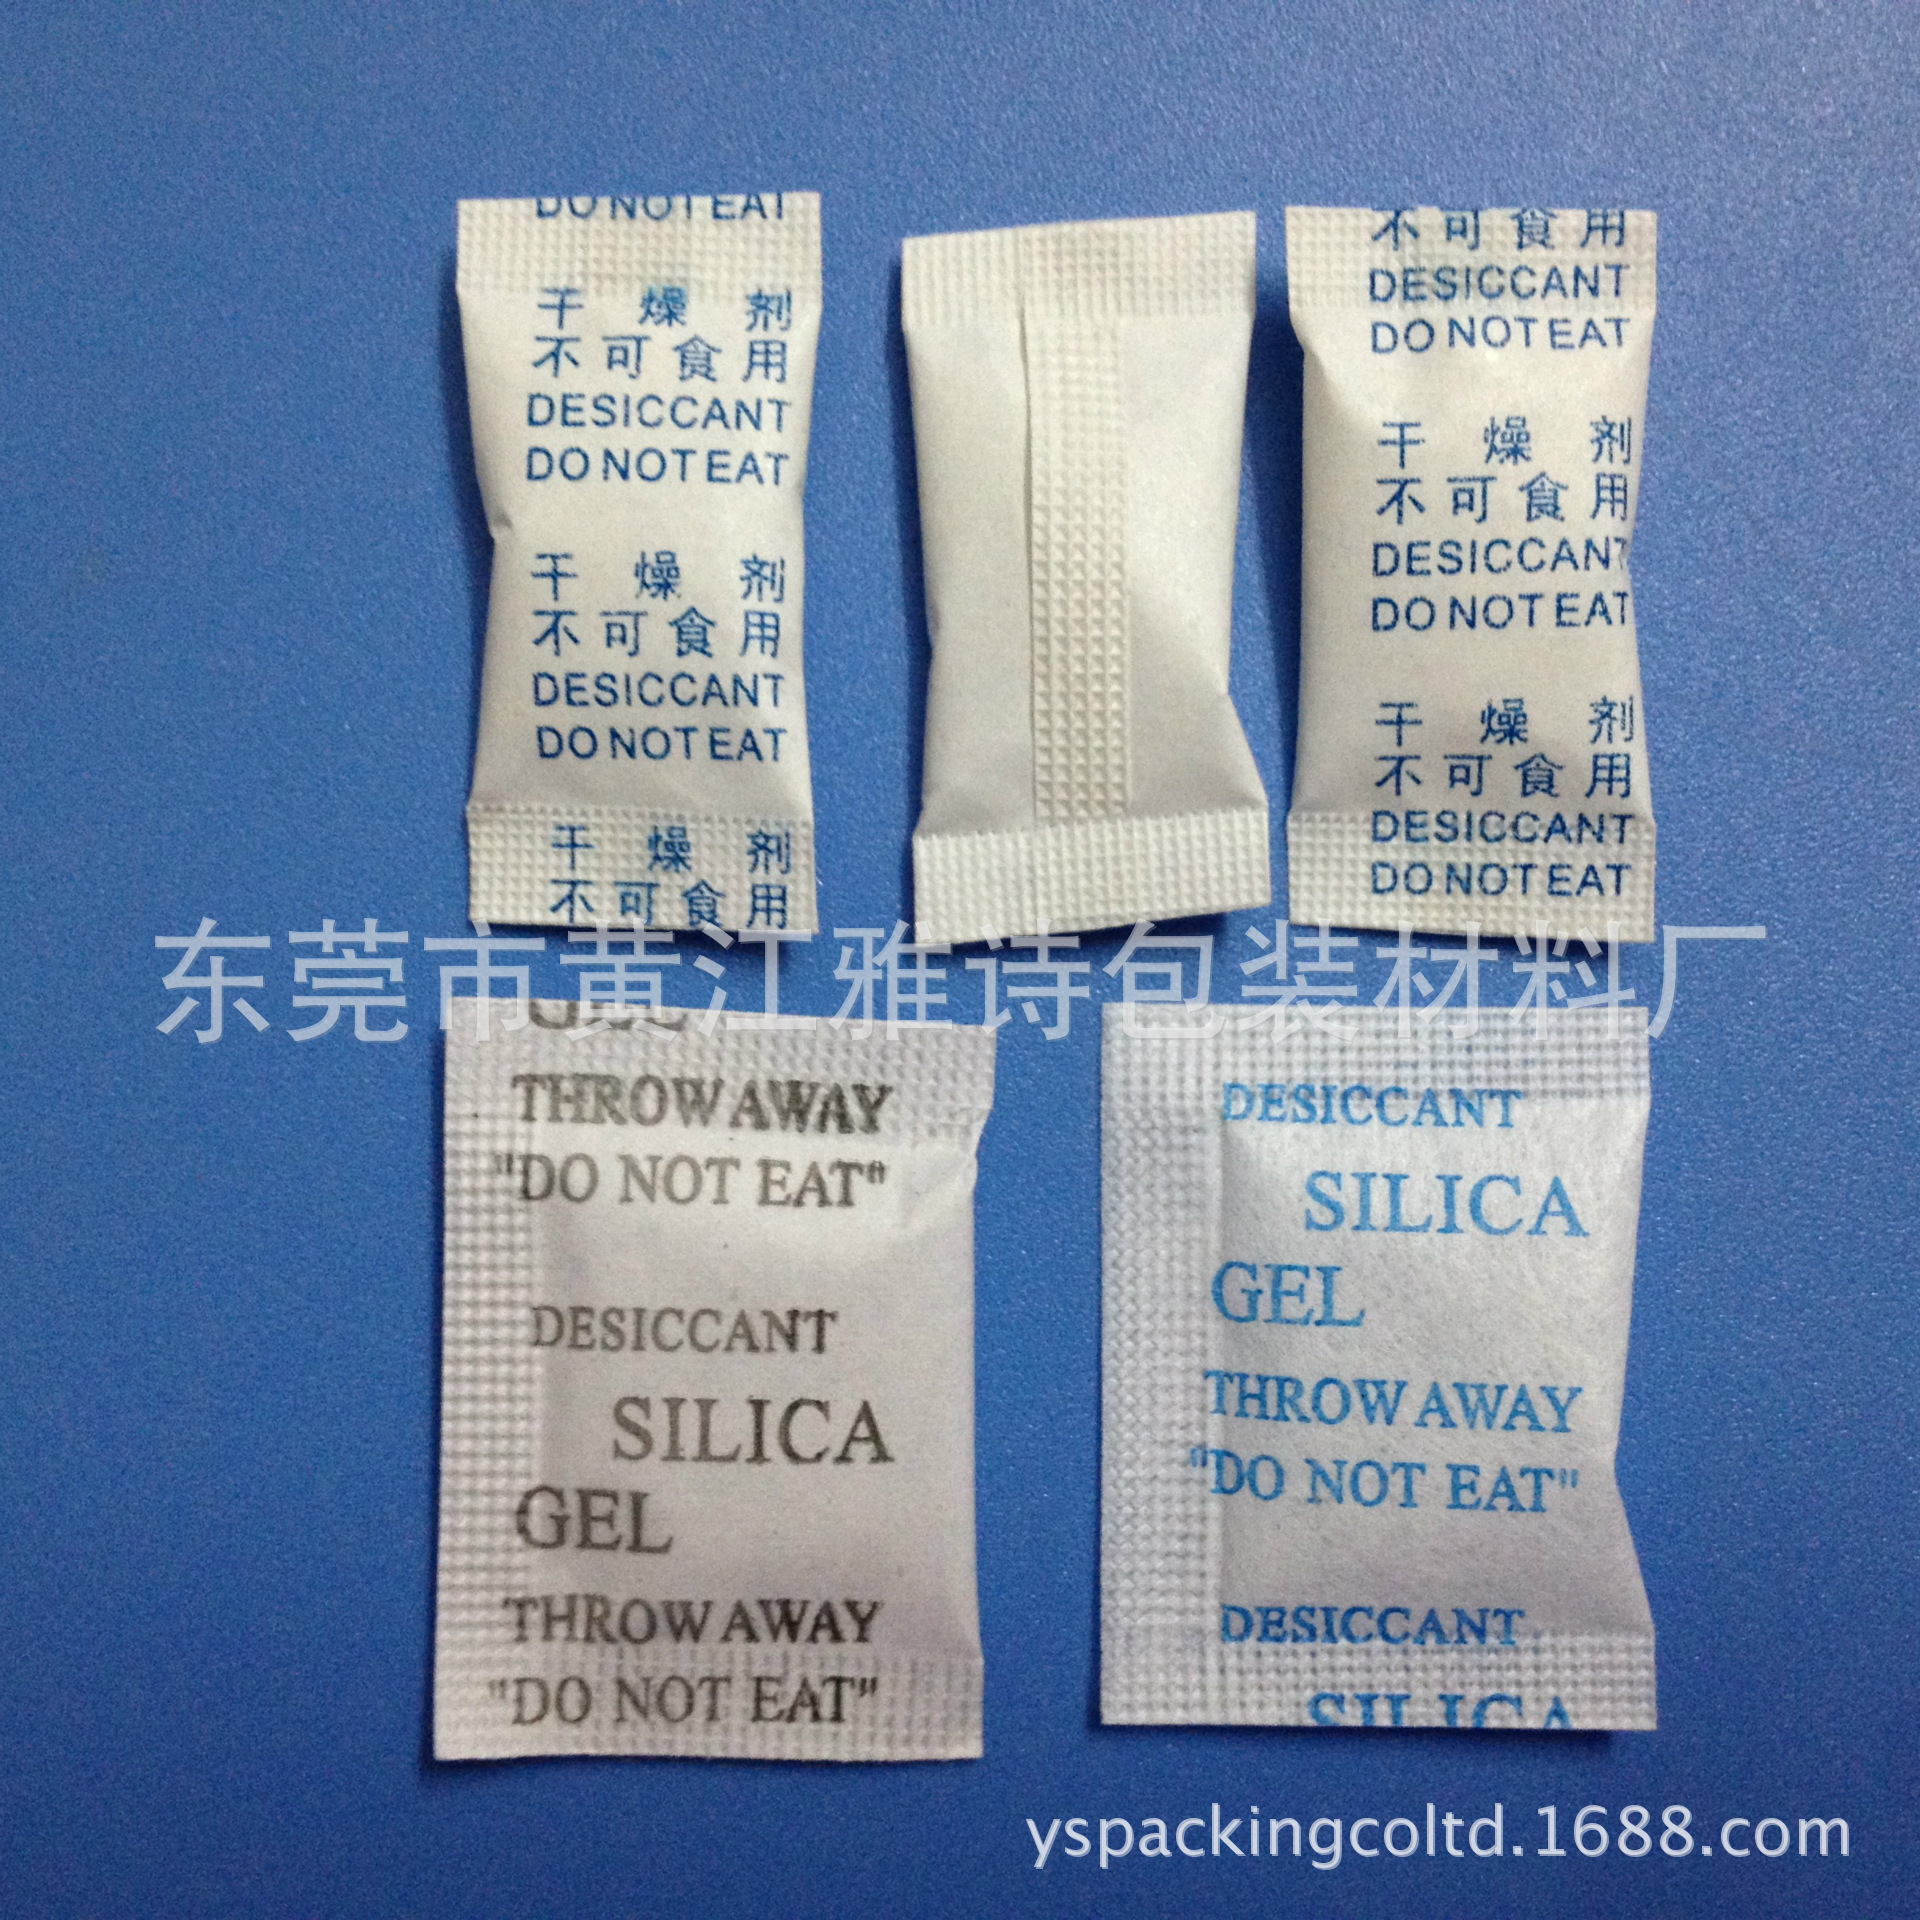 DO NOT EAT
干燥剂
不可食用
DESICCANT
DO NOT EAT
干燥剂
不可食用
DESICCANT
DO NOT EAT
干燥剂
不可食用
不可食用
DESICCANT
DO NOT EAT
干燥剂
不可食用
DESICCANT
DO NOT EAT
干燥剂
不可食用
DESICCANT
DO NOT EAT
东莞市黄江雅诗包装材料厂
GEL
THROW AWAY
"DO NOT EAT"
DESICCANT
SILICA
GEL
THROW AWAY
"DO NOT EAT"
DESICCANT
SILICA
GEL
THROW AWAY
"DO NOT EAT"
DESICCANT
SILICA
yspackingcoltd.1688.com